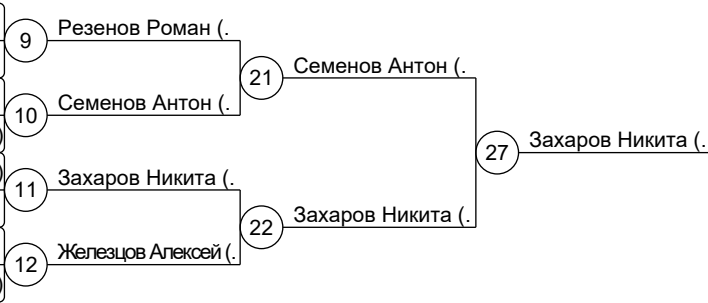 9
Резенов Роман (.
21
Семенов Антон (.
10
Семенов Антон (.
27
Захаров Никита (.
11
Захаров Никита (.
22
Захаров Никита (.
12
Железцов Алексей (.